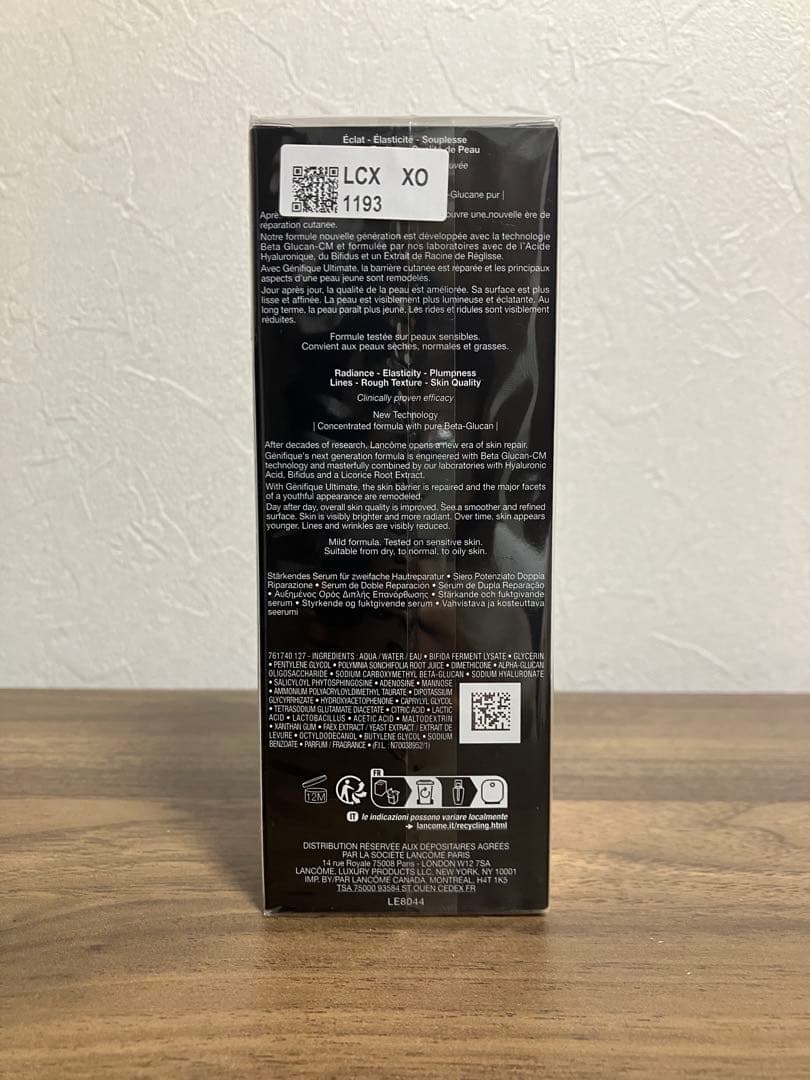 Éclat - Élasticité - Souplesse
de Peau
LCX XO
1193
-Glucane pur |
Apre
ouvre une nouvelle ère de
réparation cutanée.
Notre formule nouvelle génération est développée avec la technologie
Beta Glucan-CM et formulée par nos laboratoires avec de l'Acide
Hyaluronique, du Bifidus et un Extrait de Racine de Réglisse.
Avec Génifique Ultimate, la barrière cutanée est réparée et les principaux
aspects d'une peau jeune sont remodelés.
Jour après jour, la qualité de la peau est améliorée. Sa surface est plus
lisse et affinée. La peau est visiblement plus lumineuse et éclatante. Au
long terme, la peau paraît plus jeune. Les rides et ridules sont visiblement
réduites.
Formule testée sur peaux sensibles.
Convient aux peaux sèches, normales et grasses.
Radiance - Elasticity - Plumpness
Lines - Rough Texture - Skin Quality
Clinically proven efficacy
New Technology
| Concentrated formula with pure Beta-Glucan |
After decades of research, Lancôme opens a new era of skin repair.
Génifique's next generation formula is engineered with Beta Glucan-CM
technology and masterfully combined by our laboratories with Hyaluronic
Acid, Bifidus and a Licorice Root Extract.
With Génifique Ultimate, the skin barrier is repaired and the major facets
of a youthful appearance are remodeled.
Day after day, overall skin quality is improved. See a smoother and refined
surface. Skin is visibly brighter and more radiant. Over time, skin appears
younger. Lines and wrinkles are visibly reduced.
Mild formula. Tested on sensitive skin.
Suitable from dry, to normal, to oily skin.
Stärkendes Serum für zweifache Hautreparatur • Siero Potenziato Doppia
Riparazione • Serum de Doble Reparación • Sérum de Dupla Reparação
• Αυξημένος Ορός Διπλής Επανόρθωσης • Stärkande och fuktgivande
serum • Styrkende og fuktgivende serum • Vahvistava ja kosteuttava
seerumi
761740 127 - INGREDIENTS : AQUA / WATER / EAU • BIFIDA FERMENT LYSATE • GLYCERIN
• PENTYLENE GLYCOL • POLYMNIA SONCHIFOLIA ROOT JUICE • DIMETHICONE • ALPHA-GLUCAN
OLIGOSACCHARIDE • SODIUM CARBOXYMETHYL BETA-GLUCAN • SODIUM HYALURONATE
• SALICYLOYL PHYTOSPHINGOSINE • ADENOSINE • MANNOSE
• AMMONIUM POLYACRYLOYLDIMETHYL TAURATE • DIPOTASSIUM
GLYCYRRHIZATE • HYDROXYACETOPHENONE • CAPRYLYL GLYCOL
• TETRASODIUM GLUTAMATE DIACETATE • CITRIC ACID • LACTIC
ACID • LACTOBACILLUS • ACETIC ACID • MALTODEXTRIN
• XANTHAN GUM • FAEX EXTRACT / YEAST EXTRACT / EXTRAIT DE
LEVURE • OCTYLDODECANOL • BUTYLENE GLYCOL • SODIUM
BENZOATE • PARFUM / FRAGRANCE • (F.I.L. : N70038952/1)
12M
FR
IT le indicazioni possono variare localmente
lancome.it/recycling.html
DISTRIBUTION RÉSERVÉE AUX DÉPOSITAIRES AGRÉÉS
PAR LA SOCIÉTÉ LANCÔME PARIS
14 rue Royale 75008 Paris - LONDON W12 7SA
LANCÔME, LUXURY PRODUCTS LLC, NEW YORK, NY 10001
IMP. BY/PAR LANCÔME CANADA, MONTREAL, H4T 1K5
TSA 75000 93584 ST OUEN CEDEX FR
LE8044